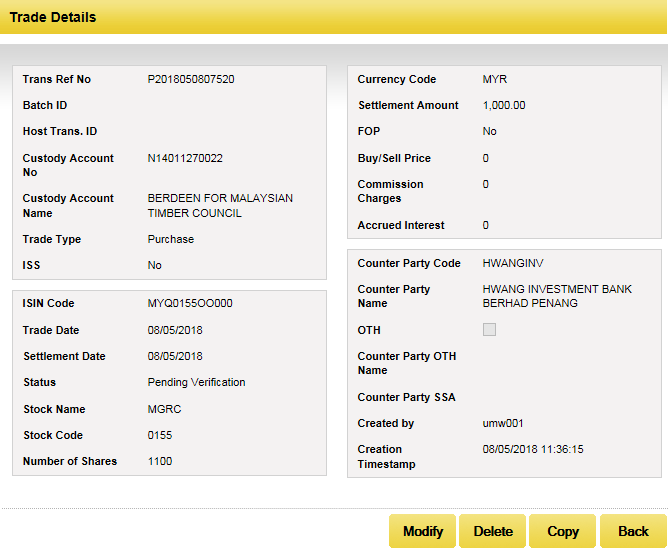 Trade Details
Trans Ref No P2018050807520
Batch ID
Host Trans. ID
Custody Account No N14011270022
Custody Account Name BERDEEN FOR MALAYSIAN TIMBER COUNCIL
Trade Type Purchase
ISS No
ISIN Code MYQ0155OO000
Trade Date 08/05/2018
Settlement Date 08/05/2018
Status Pending Verification
Stock Name MGRC
Stock Code 0155
Number of Shares 1100
Currency Code MYR
Settlement Amount 1,000.00
FOP No
Buy/Sell Price 0
Commission Charges 0
Accrued Interest 0
Counter Party Code HWANGINV
Counter Party Name HWANG INVESTMENT BANK BERHAD PENANG
OTH
Counter Party OTH Name
Counter Party SSA
Created by umw001
Creation Timestamp 08/05/2018 11:36:15
Modify Delete Copy Back